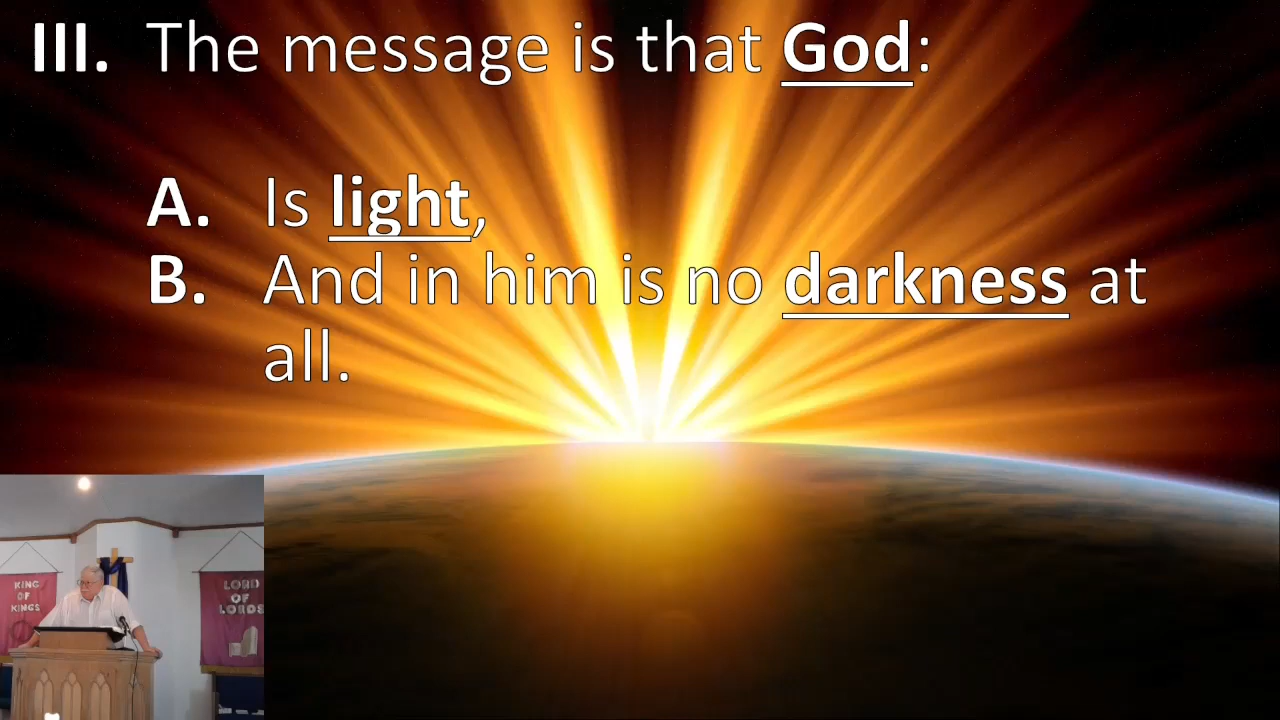 III. The message is that God:
A. Is light,
B. And in him is no darkness at
all.
KING
OF
KINGS
LORD
OF
LORDS